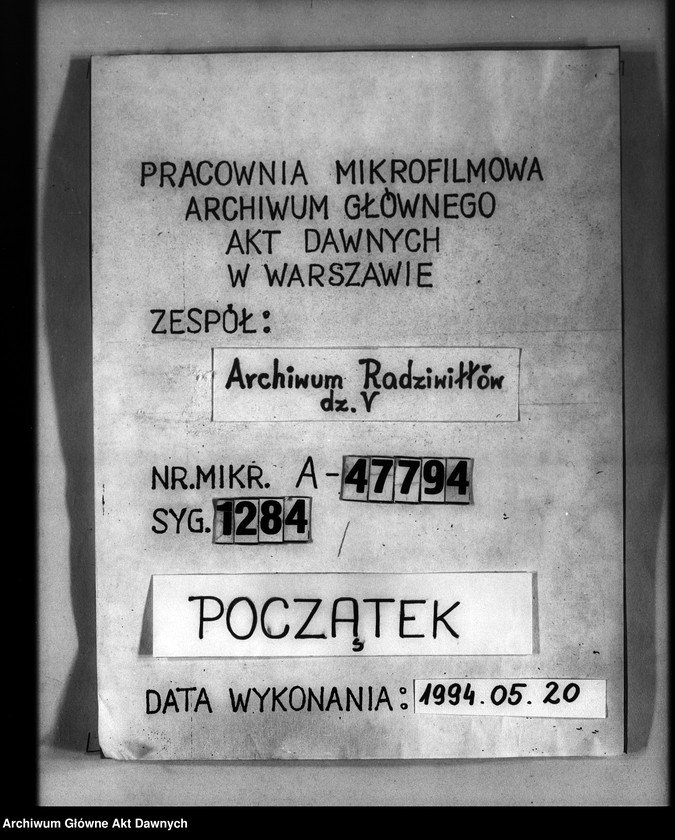 PRACOWNIA MIKROFILMOWA
ARCHIWUM GŁÓWNEGO
AKT DAWNYCH
W WARSZAWIE
ZESPÓŁ:
Archiwum Radziwiłłów
dz. V
NR. MIKR. A-47794
SYG. 1284 /
POCZĄTEK
DATA WYKONANIA: 1994.05.20
Archiwum Główne Akt Dawnych